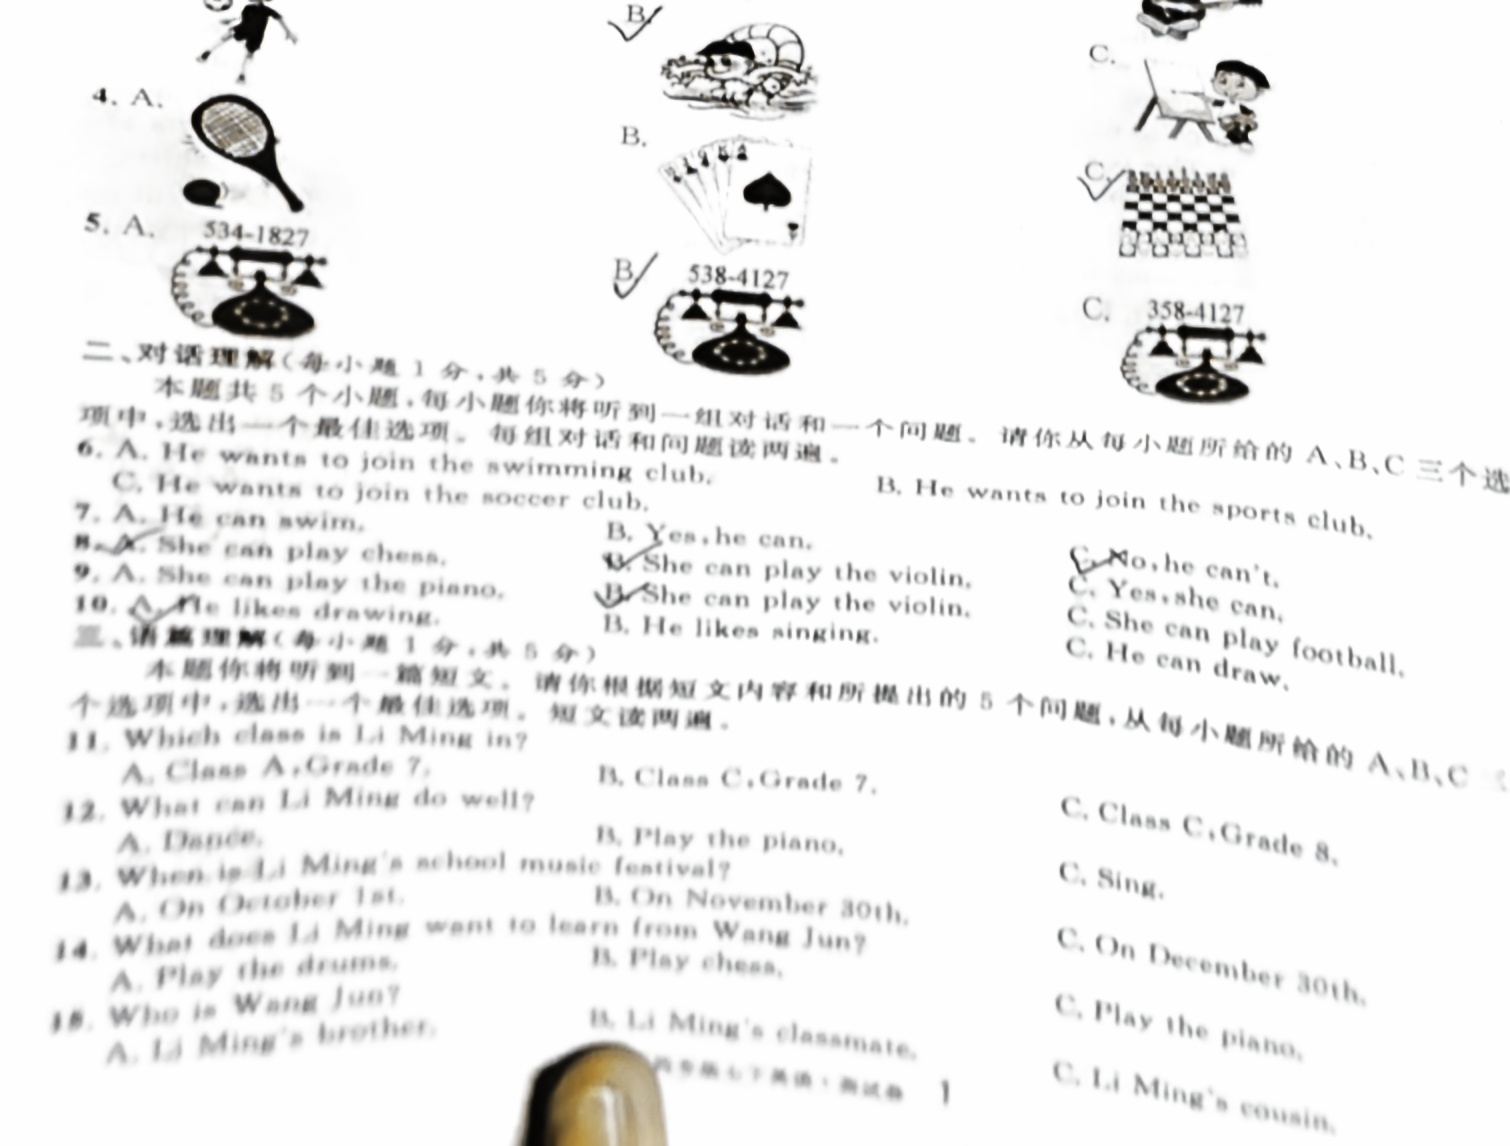 B.
C.
4. A.
B.
C.
5. A. 534-1827
B. 538-4127
C. 358-4127
二、对话理解(每小题 1 分,共 5 分)
本题共 5 个小题,每小题你将听到一组对话和一个问题。请你从每小题所给的 A、B、C 三个选
项中,选出一个最佳选项。每组对话和问题读两遍。
6. A. He wants to join the swimming club. B. He wants to join the sports club.
C. He wants to join the soccer club.
7. A. He can swim. B. Yes,he can. C. No,he can't.
8. A. She can play chess. B. She can play the violin. C. Yes,she can.
9. A. She can play the piano. B. She can play the violin. C. She can play football.
10. A. He likes drawing. B. He likes singing. C. He can draw.
三、语篇理解(每小题 1 分,共 5 分)
本题你将听到一篇短文。请你根据短文内容和所提出的 5 个问题,从每小题所给的 A、B、C 三
个选项中,选出一个最佳选项。短文读两遍。
11. Which class is Li Ming in?
A. Class A,Grade 7. B. Class C,Grade 7. C. Class C,Grade 8.
12. What can Li Ming do well?
A. Dance. B. Play the piano. C. Sing.
13. When is Li Ming's school music festival?
A. On October 1st. B. On November 30th. C. On December 30th.
14. What does Li Ming want to learn from Wang Jun?
A. Play the drums. B. Play chess. C. Play the piano.
15. Who is Wang Jun?
A. Li Ming's brother. B. Li Ming's classmate. C. Li Ming's cousin.
七下英语·测试卷 1